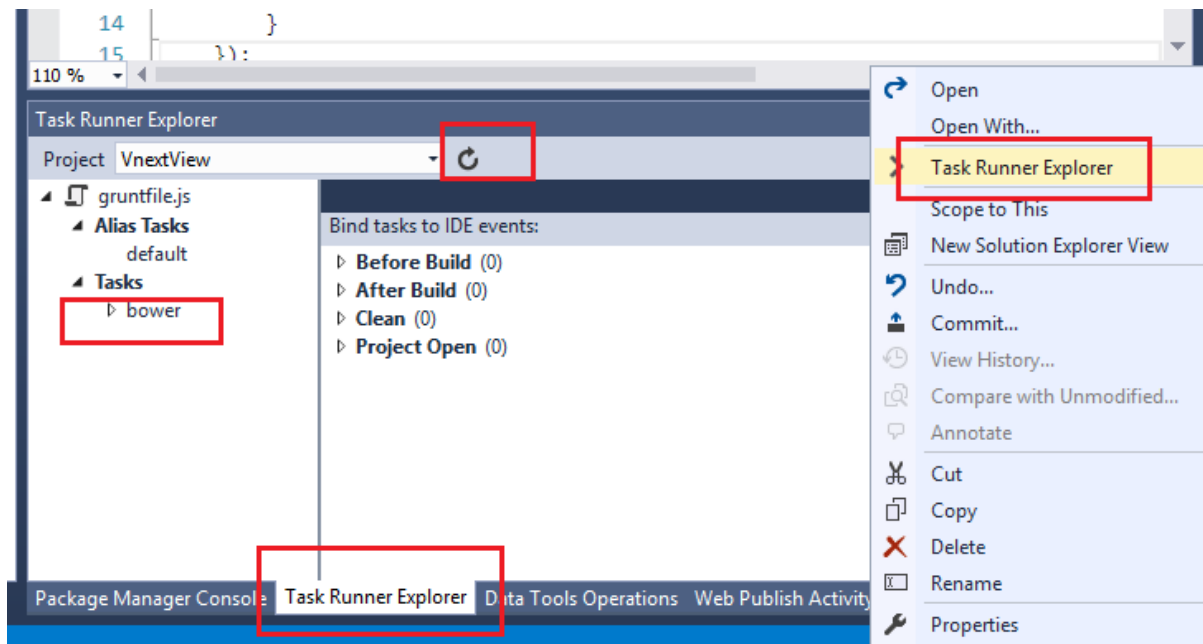 14 }
15 });
110 %
Task Runner Explorer
Project VnextView
gruntfile.js
Alias Tasks
default
Tasks
bower
Bind tasks to IDE events:
Before Build (0)
After Build (0)
Clean (0)
Project Open (0)
Package Manager Console Task Runner Explorer Data Tools Operations Web Publish Activity
Open
Open With...
Task Runner Explorer
Scope to This
New Solution Explorer View
Undo...
Commit...
View History...
Compare with Unmodified...
Annotate
Cut
Copy
Delete
Rename
Properties